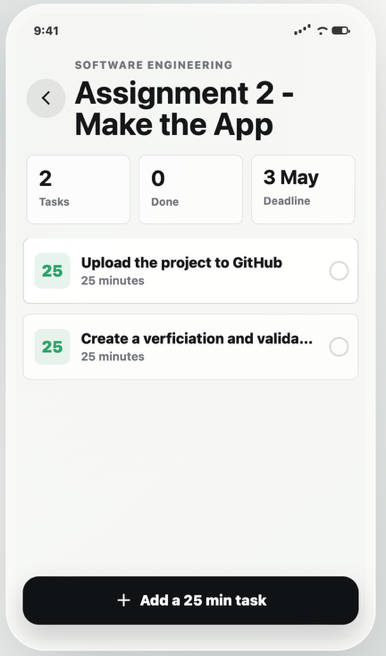 9:41
SOFTWARE ENGINEERING
Assignment 2 -
Make the App
2
Tasks
0
Done
3 May
Deadline
25
Upload the project to GitHub
25 minutes
25
Create a verficiation and valida...
25 minutes
+ Add a 25 min task